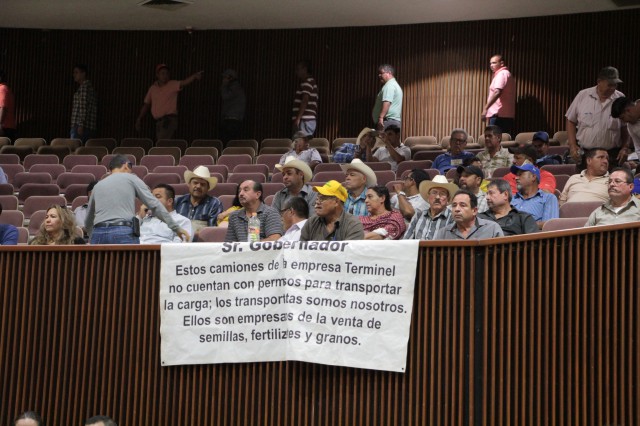 Sr. Gobernador
Estos camiones de la empresa Terminel
no cuentan con permisos para transportar
la carga; los transportistas somos nosotros.
Ellos son empresas de la venta de
semillas, fertilizantes y granos.